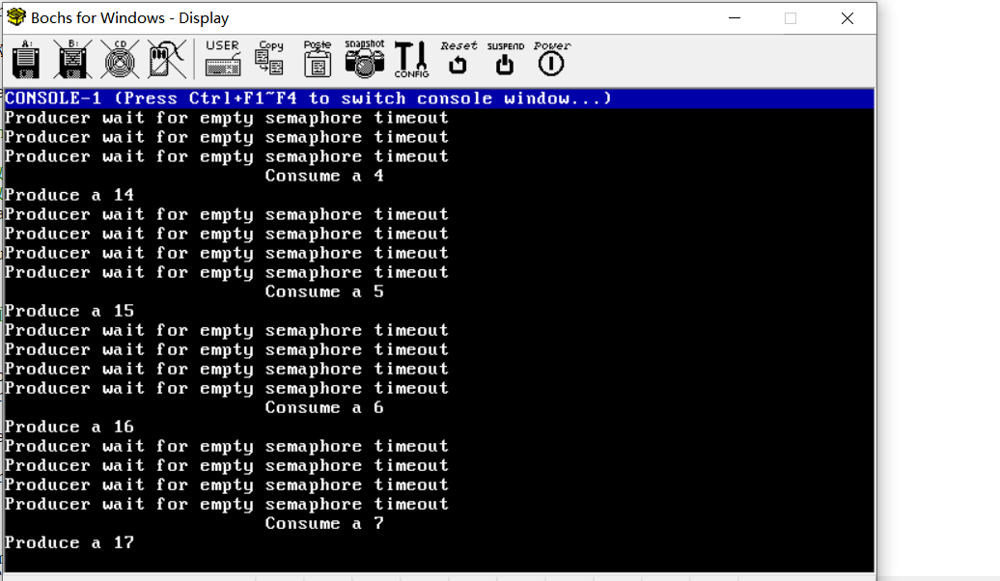 Bochs for Windows - Display
A: B: CD USER Copy Paste snapshot CONFIG Reset SUSPEND Power
CONSOLE-1 (Press Ctrl+F1~F4 to switch console window...)
Producer wait for empty semaphore timeout
Producer wait for empty semaphore timeout
Producer wait for empty semaphore timeout
Consume a 4
Produce a 14
Producer wait for empty semaphore timeout
Producer wait for empty semaphore timeout
Producer wait for empty semaphore timeout
Producer wait for empty semaphore timeout
Consume a 5
Produce a 15
Producer wait for empty semaphore timeout
Producer wait for empty semaphore timeout
Producer wait for empty semaphore timeout
Producer wait for empty semaphore timeout
Consume a 6
Produce a 16
Producer wait for empty semaphore timeout
Producer wait for empty semaphore timeout
Producer wait for empty semaphore timeout
Producer wait for empty semaphore timeout
Consume a 7
Produce a 17